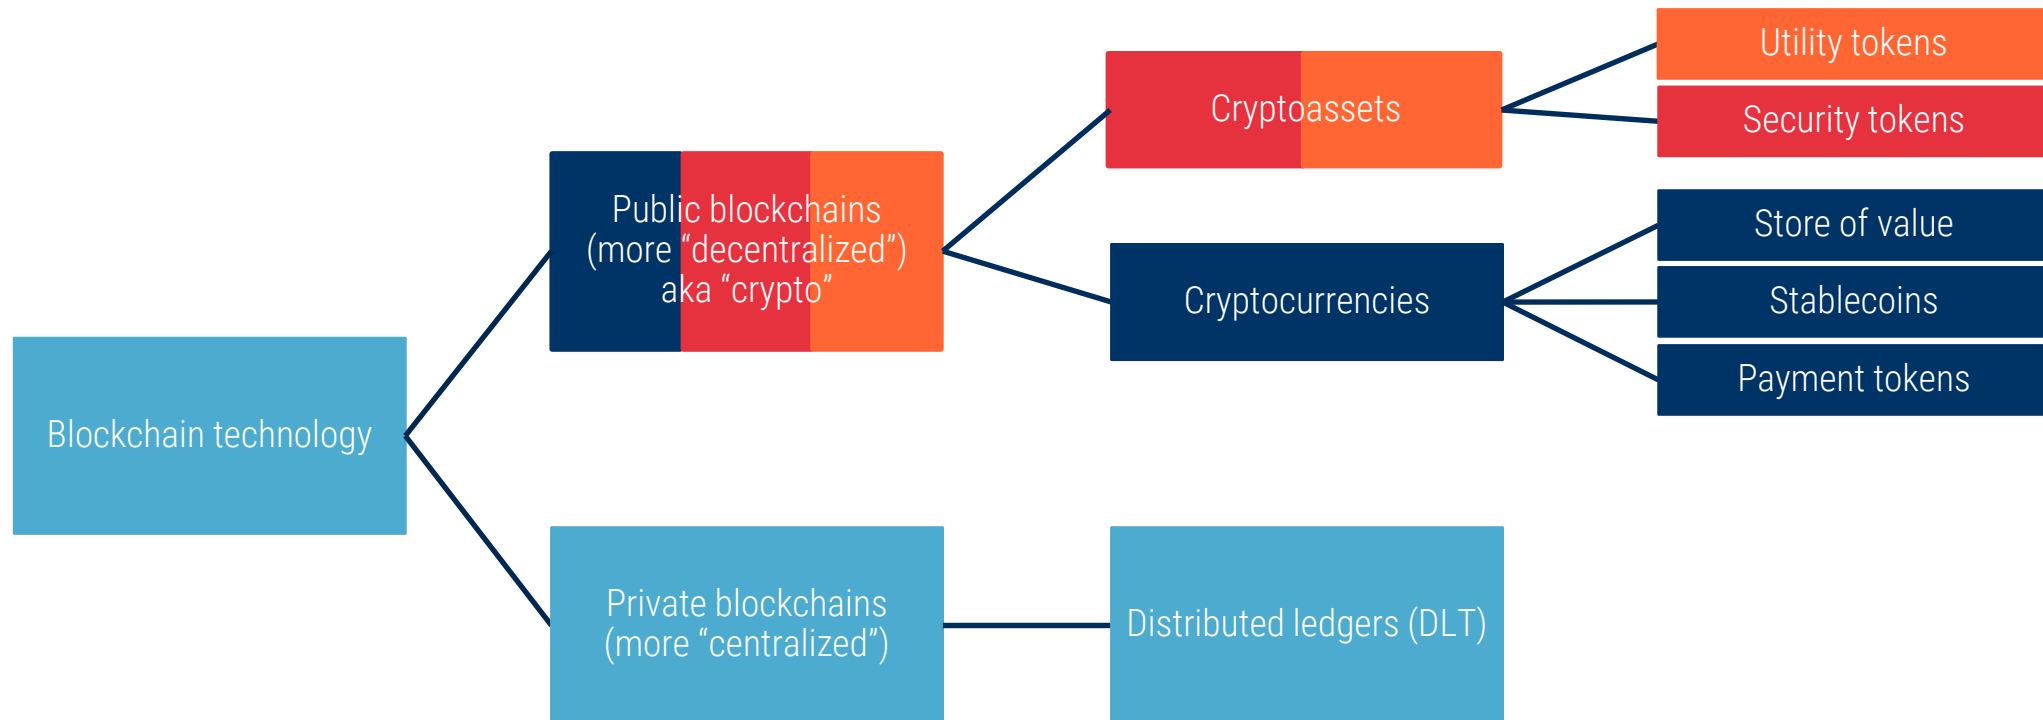 Utility tokens
Cryptoassets
Security tokens
Public blockchains
(more “decentralized”)
aka “crypto”
Store of value
Cryptocurrencies
Stablecoins
Payment tokens
Blockchain technology
Private blockchains
(more “centralized”)
Distributed ledgers (DLT)